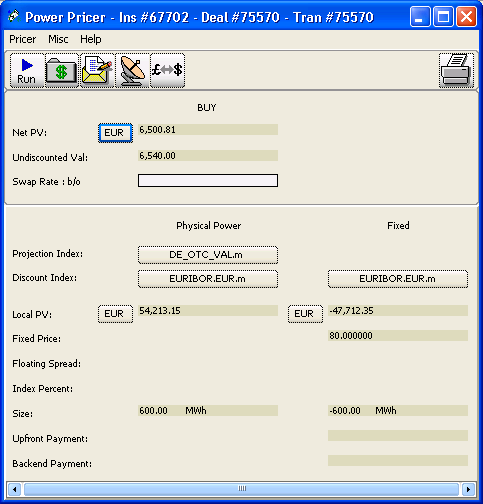 Power Pricer - Ins #67702 - Deal #75570 - Tran #75570
Pricer Misc Help
Run $ £⇔$
BUY
Net PV: EUR 6,500.81
Undiscounted Val: 6,540.00
Swap Rate : b/o
Physical Power Fixed
Projection Index: DE_OTC_VAL.m
Discount Index: EURIBOR.EUR.m EURIBOR.EUR.m
Local PV: EUR 54,213.15 EUR -47,712.35
Fixed Price: 80.000000
Floating Spread:
Index Percent:
Size: 600.00 MWh -600.00 MWh
Upfront Payment:
Backend Payment: